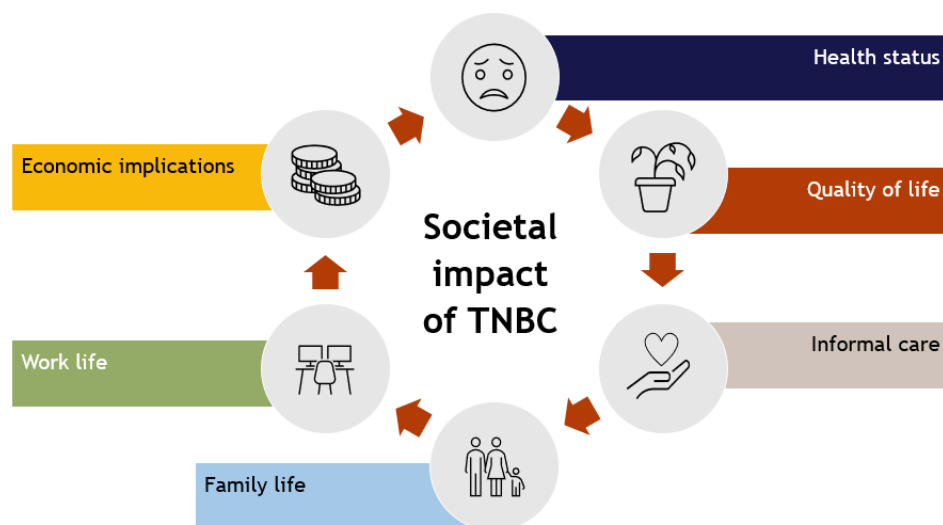 Health status
Economic implications
Quality of life
Societal
impact
of TNBC
Informal care
Work life
Family life